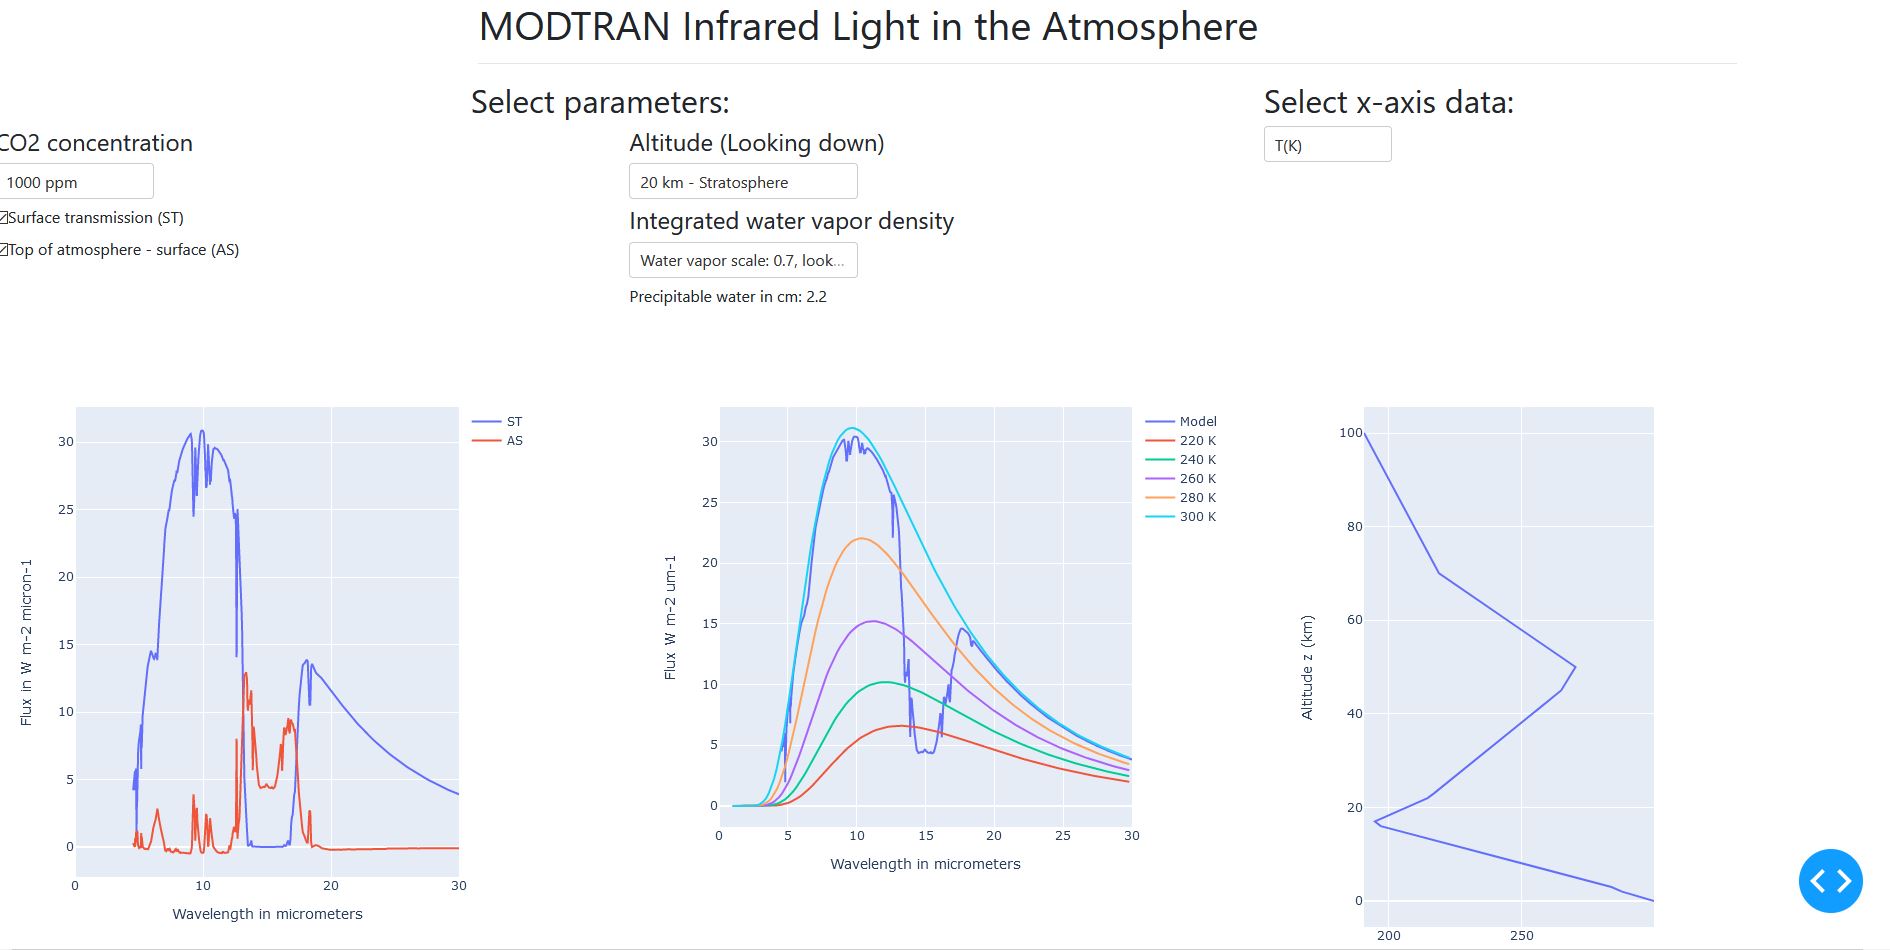 MODTRAN Infrared Light in the Atmosphere
Select parameters:
Select x-axis data:
CO2 concentration
1000 ppm
Surface transmission (ST)
Top of atmosphere - surface (AS)
Altitude (Looking down)
20 km - Stratosphere
Integrated water vapor density
Water vapor scale: 0.7, look...
Precipitable water in cm: 2.2
T(K)
Flux in W m-2 micron-1
30
25
20
15
10
5
0
0 10 20 30
Wavelength in micrometers
ST
AS
Flux W m-2 um-1
30
25
20
15
10
5
0
0 5 10 15 20 25 30
Wavelength in micrometers
Model
220 K
240 K
260 K
280 K
300 K
Altitude z (km)
100
80
60
40
20
0
200 250